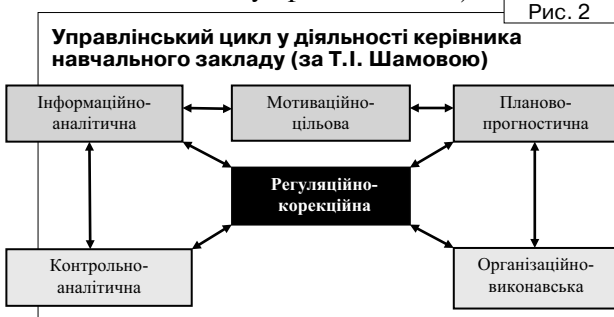 Рис. 2
Управлінський цикл у діяльності керівника
навчального закладу (за Т.І. Шамовою)
Інформаційно-
аналітична
Мотиваційно-
цільова
Планово-
прогностична
Регуляційно-
корекційна
Контрольно-
аналітична
Організаційно-
виконавська